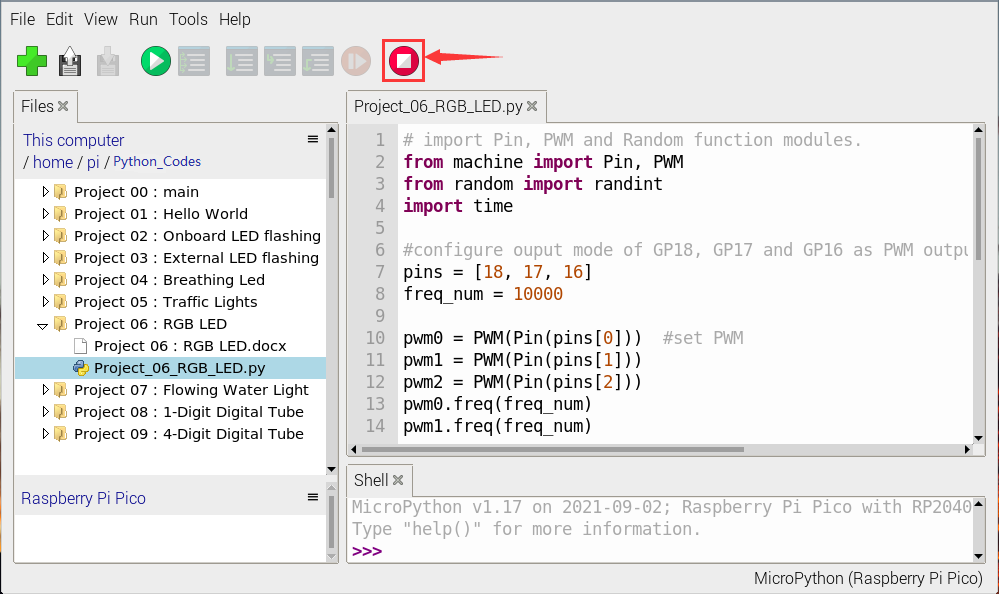 File Edit View Run Tools Help
Files
This computer
/ home / pi / Python_Codes
Project 00 : main
Project 01 : Hello World
Project 02 : Onboard LED flashing
Project 03 : External LED flashing
Project 04 : Breathing Led
Project 05 : Traffic Lights
Project 06 : RGB LED
Project 06 : RGB LED.docx
Project_06_RGB_LED.py
Project 07 : Flowing Water Light
Project 08 : 1-Digit Digital Tube
Project 09 : 4-Digit Digital Tube
Raspberry Pi Pico
Project_06_RGB_LED.py
1 # import Pin, PWM and Random function modules.
2 from machine import Pin, PWM
3 from random import randint
4 import time
5
6 #configure ouput mode of GP18, GP17 and GP16 as PWM outpu
7 pins = [18, 17, 16]
8 freq_num = 10000
9
10 pwm0 = PWM(Pin(pins[0]))  #set PWM
11 pwm1 = PWM(Pin(pins[1]))
12 pwm2 = PWM(Pin(pins[2]))
13 pwm0.freq(freq_num)
14 pwm1.freq(freq_num)
Shell
MicroPython v1.17 on 2021-09-02; Raspberry Pi Pico with RP2040
Type "help()" for more information.
>>>
MicroPython (Raspberry Pi Pico)